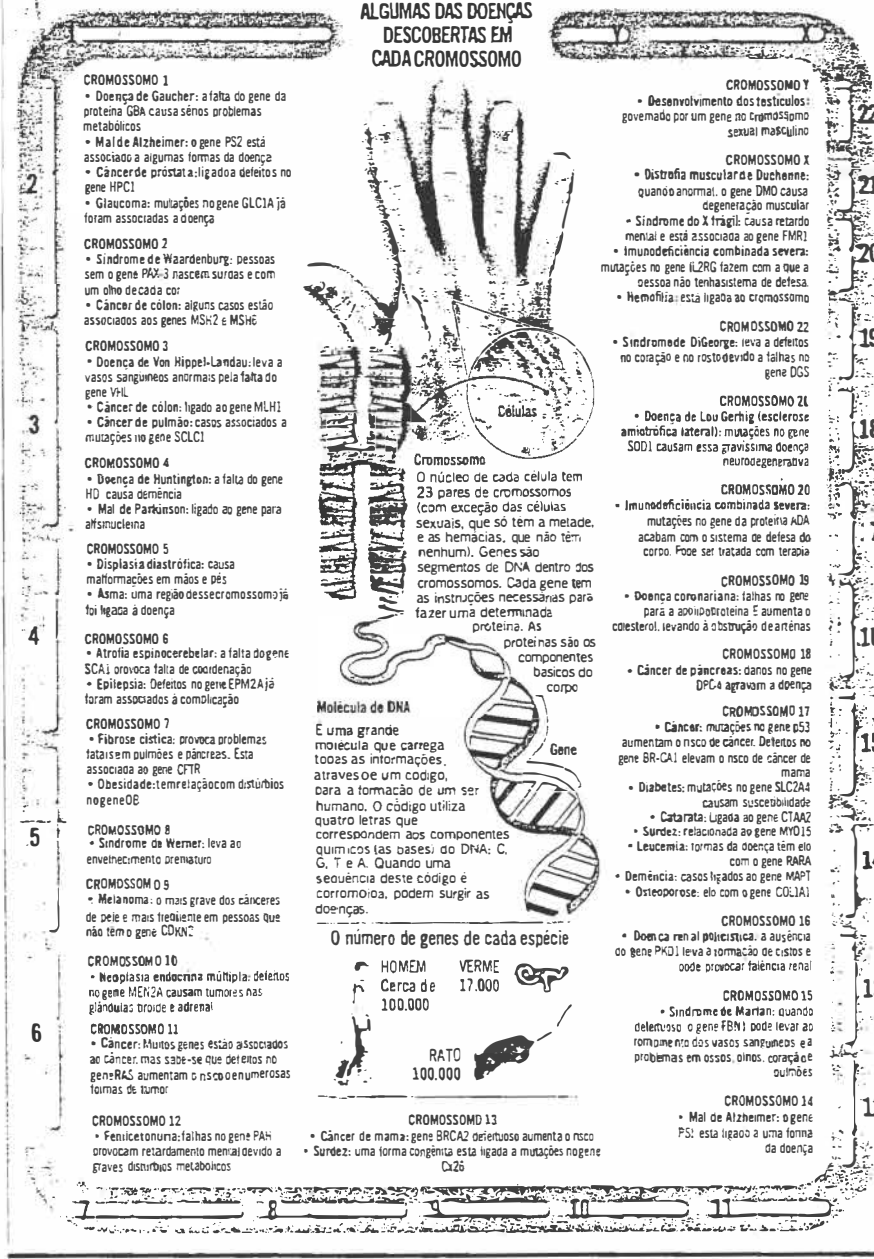 ALGUMAS DAS DOENÇAS
DESCOBERTAS EM
CADA CROMOSSOMO
Y
X
CROMOSSOMO 1
• Doença de Gaucher: a falta do gene da
proteína GBA causa sérios problemas
metabólicos
• Mal de Alzheimer: o gene PS2 está
associado a algumas formas da doença
• Câncer de próstata: ligado a defeitos no
gene HPC1
• Glaucoma: mutações no gene GLC1A já
foram associadas a doença
CROMOSSOMO 2
• Síndrome de Waardenburg: pessoas
sem o gene PAX-3 nascem surdas e com
um olho de cada cor
• Câncer de cólon: alguns casos estão
associados aos genes MSH2 e MSH6
CROMOSSOMO 3
• Doença de Von Hippel-Landau: leva a
vasos sanguíneos anormais pela falta do
gene VHL
• Câncer de cólon: ligado ao gene MLH1
• Câncer de pulmão: casos associados a
mutações no gene SCLC1
CROMOSSOMO 4
• Doença de Huntington: a falta do gene
HD causa demência
• Mal de Parkinson: ligado ao gene para
alfsinucleina
CROMOSSOMO 5
• Displasia diastrófica: causa
malformações em mãos e pés
• Asma: uma região desse cromossomo já
foi ligada à doença
CROMOSSOMO 6
• Atrofia espinocerebelar: a falta do gene
SCA1 provoca falta de coordenação
• Epilepsia: Defeitos no gene EPM2A já
foram associados à complicação
CROMOSSOMO 7
• Fibrose cística: provoca problemas
fatais em pulmões e pâncreas. Esta
associada ao gene CFTR
• Obesidade: tem relação com distúrbios
no gene OB
CROMOSSOMO 8
• Síndrome de Werner: leva ao
envelhecimento prematuro
CROMOSSOMO 9
• Melanoma: o mais grave dos cânceres
de pele e mais freqüente em pessoas que
não têm o gene CDKN2
CROMOSSOMO 10
• Neoplasia endocrina múltipla: defeitos
no gene MEN2A causam tumores nas
glândulas tiroide e adrenal
CROMOSSOMO 11
• Câncer: Muitos genes estão associados
ao câncer, mas sabe-se que defeitos no
gene RAS aumentam o risco de inumerosas
formas de tumor
CROMOSSOMO 12
• Fenilcetonuria: falhas no gene PAH
provocam retardamento mental devido a
graves distúrbios metabólicos
Células
Cromossomo
O núcleo de cada célula tem
23 pares de cromossomos
(com exceção das células
sexuais, que só têm a metade,
e as hemácias, que não têm
nenhum). Genes são
segmentos de DNA dentro dos
cromossomos. Cada gene tem
as instruções necessárias para
fazer uma determinada
proteína. As
proteínas são os
componentes
basicos do
corpo
Molécula de DNA
É uma grande
molécula que carrega
todas as informações,
através de um código,
para a formação de um ser
humano. O código utiliza
quatro letras que
correspondem aos componentes
químicos (as bases) do DNA: C,
G, T e A. Quando uma
sequência deste código é
corrompida, podem surgir as
doenças.
Gene
O número de genes de cada espécie
HOMEM
Cerca de
100.000
VERME
17.000
RATO
100.000
CROMOSSOMO 13
• Câncer de mama: gene BRCA2 defeituoso aumenta o risco
• Surdez: uma forma congênita esta ligada a mutações no gene
Cx26
CROMOSSOMO Y
• Desenvolvimento dos testículos:
governado por um gene no cromossomo
sexual masculino
CROMOSSOMO X
• Distrofia muscular de Duchenne:
quando anormal, o gene DMO causa
degeneração muscular
• Síndrome do X frágil: causa retardo
mental e está associada ao gene FMR1
• Imunodeficiência combinada severa:
mutações no gene IL2RG fazem com a que a
pessoa não tenha sistema de defesa.
• Hemofilia: está ligada ao cromossomo
CROMOSSOMO 22
• Síndrome de DiGeorge: leva a defeitos
no coração e no rosto devido a falhas no
gene DGS
CROMOSSOMO 21
• Doença de Lou Gerhig (esclerose
amiotrófica lateral): mutações no gene
SOD1 causam essa gravíssima doença
neurodegenerativa
CROMOSSOMO 20
• Imunodeficiência combinada severa:
mutações no gene da proteína ADA
acabam com o sistema de defesa do
corpo. Pode ser tratada com terapia
CROMOSSOMO 19
• Doença coronariana: falhas no gene
para a apolipoproteina E aumenta o
colesterol, levando à obstrução de artérias
CROMOSSOMO 18
• Câncer de pâncreas: danos no gene
DPC4 agravam a doença
CROMOSSOMO 17
• Câncer: mutações no gene p53
aumentam o risco de câncer. Defeitos no
gene BR-CA1 elevam o risco de câncer de
mama
• Diabetes: mutações no gene SLC2A4
causam suscetibilidade
• Catarata: Ligada ao gene CTAA2
• Surdez: relacionada ao gene MYO15
• Leucemia: formas da doença têm elo
com o gene RARA
• Demência: casos ligados ao gene MAPT
• Osteoporose: elo com o gene COL1A1
CROMOSSOMO 16
• Doença renal policística: a ausência
do gene PKD1 leva à formação de cistos e
pode provocar falência renal
CROMOSSOMO 15
• Síndrome de Marfan: quando
defeituoso o gene FBN1 pode levar ao
rompimento dos vasos sanguíneos e a
problemas em ossos, olhos, coração e
pulmões
CROMOSSOMO 14
• Mal de Alzheimer: o gene
PS1 esta ligado a uma forma
da doença
2
3
4
5
6
7
8
9
10
11
22
21
20
19
18